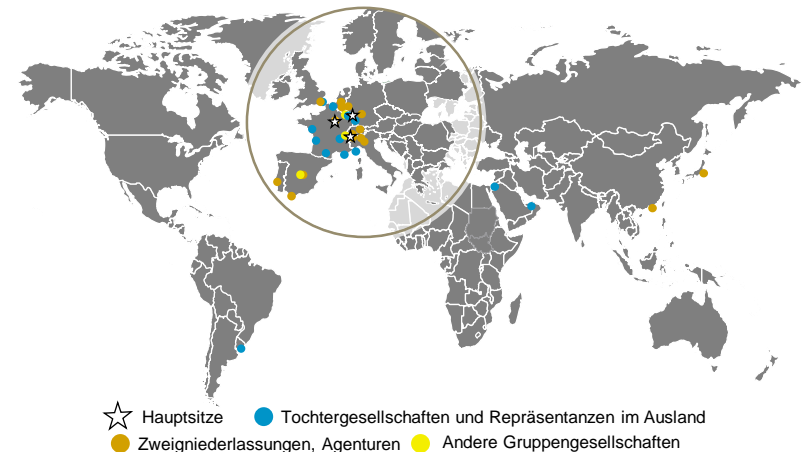 Hauptsitze Tochtergesellschaften und Repräsentanzen im Ausland
Zweigniederlassungen, Agenturen Andere Gruppengesellschaften